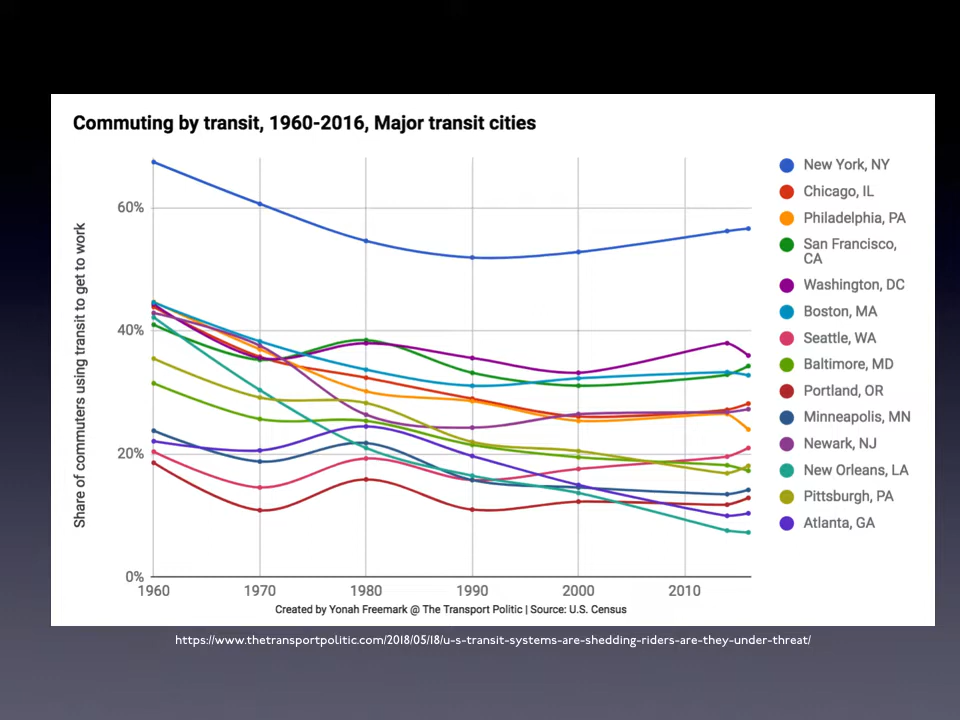 Commuting by transit, 1960-2016, Major transit cities
Share of commuters using transit to get to work
60%
40%
20%
0%
1960 1970 1980 1990 2000 2010
New York, NY
Chicago, IL
Philadelphia, PA
San Francisco,
CA
Washington, DC
Boston, MA
Seattle, WA
Baltimore, MD
Portland, OR
Minneapolis, MN
Newark, NJ
New Orleans, LA
Pittsburgh, PA
Atlanta, GA
Created by Yonah Freemark @ The Transport Politic | Source: U.S. Census
https://www.thetransportpolitic.com/2018/05/18/u-s-transit-systems-are-shedding-riders-are-they-under-threat/